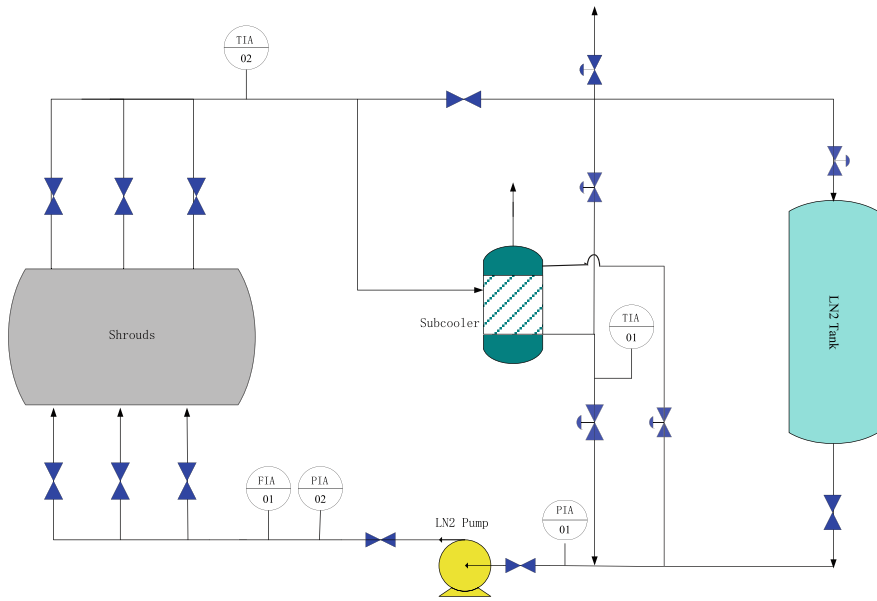 TIA
02
Shrouds
Subcooler
TIA
01
LN2 Tank
FIA
01
PIA
02
LN2 Pump
PIA
01